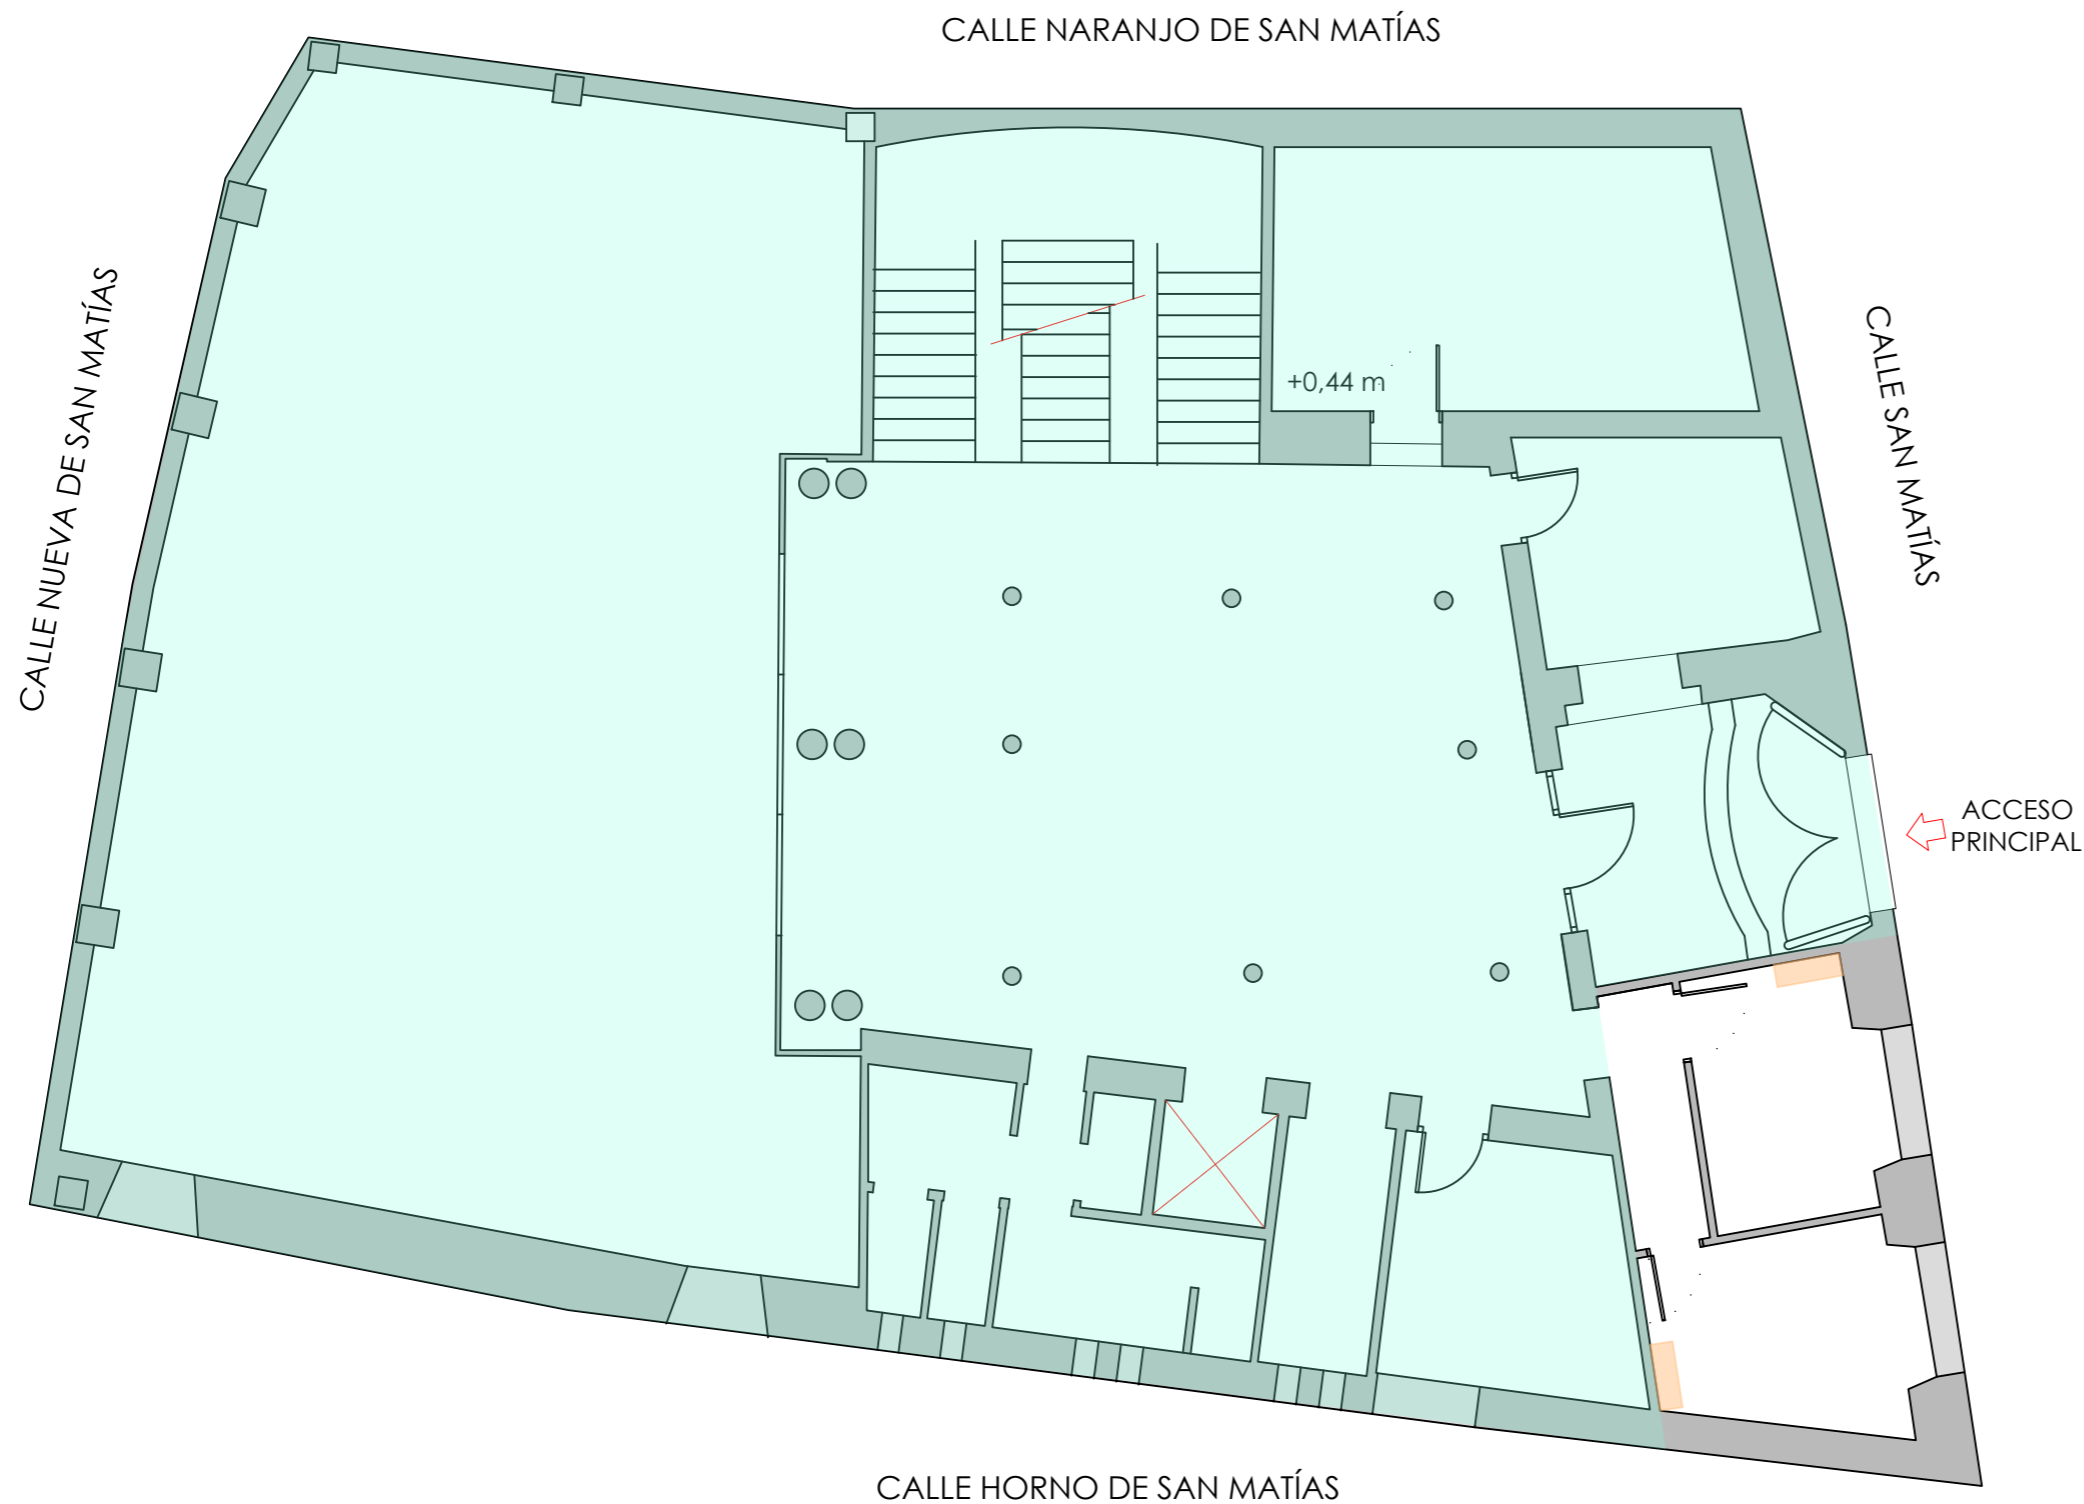 CALLE NARANJO DE SAN MATÍAS
CALLE NUEVA DE SAN MATÍAS
CALLE SAN MATÍAS
+0,44 m
ACCESO
PRINCIPAL
CALLE HORNO DE SAN MATÍAS